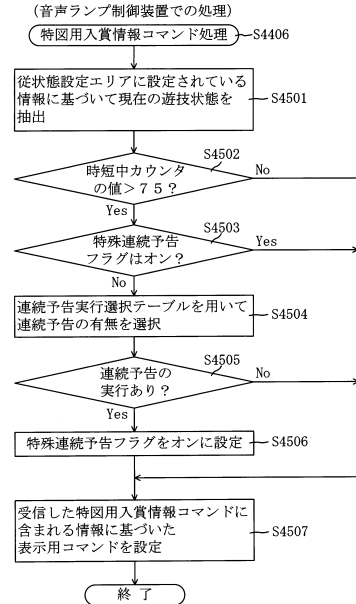 (音声ランプ制御装置での処理)
特図用入賞情報コマンド処理 S4406
従状態設定エリアに設定されている
情報に基づいて現在の遊技状態を
抽出
S4501
S4502
時短中カウンタ
の値>75?
No
Yes
S4503
特殊連続予告
フラグはオン?
Yes
No
連続予告実行選択テーブルを用いて
連続予告の有無を選択
S4504
S4505
連続予告の
実行あり?
No
Yes
特殊連続予告フラグをオンに設定 S4506
受信した特図用入賞情報コマンドに
含まれる情報に基づいた
表示用コマンドを設定
S4507
終了